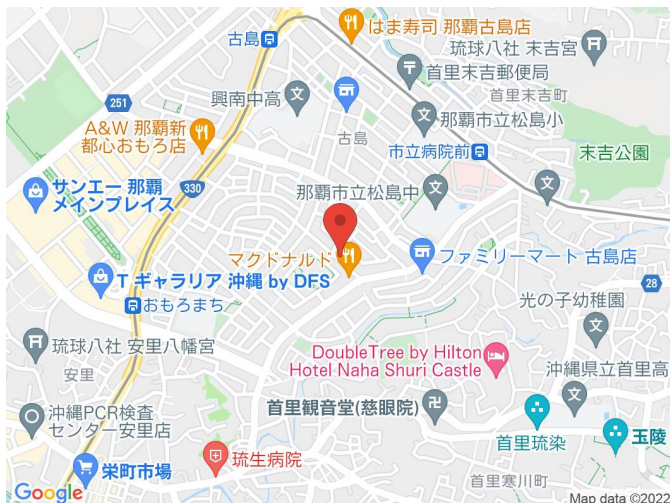 はま寿司 那覇古島店
古島
琉球八社 末吉宮
首里末吉郵便局
首里末吉町
28
251
興南中高
那覇市立松島小
A&W 那覇新
都心おもろ店
古島
市立病院前
末吉公園
サンエー 那覇
メインプレイス
330
那覇市立松島中
マクドナルド
ファミリーマート 古島店
T ギャラリア 沖縄 by DFS
おもろまち
光の子幼稚園
28
琉球八社 安里八幡宮
安里
DoubleTree by Hilton
Hotel Naha Shuri Castle
沖縄県立首里高
沖縄PCR検査
センター安里店
首里観音堂(慈眼院)
首里琉染
玉陵
栄町市場
琉生病院
首里寒川町
Google
Map data ©2022